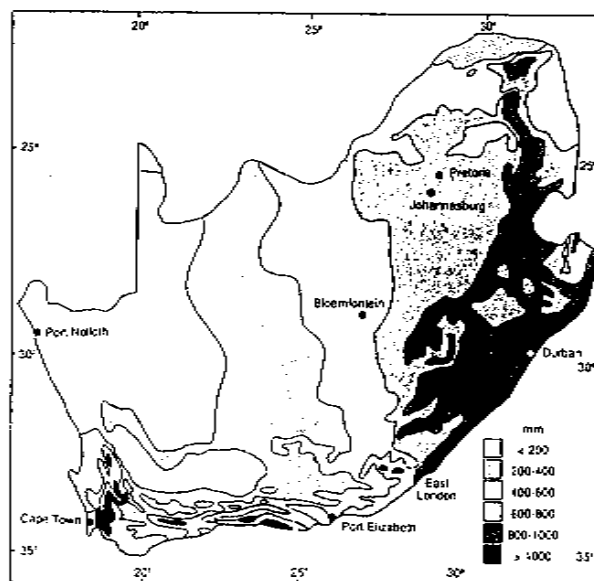 20°
25°
30°
25°
25°
Pretoria
Johannesburg
Bloemfontein
Port Nolloth
30°
Durban
30°
mm
< 200
200-400
400-600
600-800
800-1000
> 1000
East
London
Cape Town
Port Elizabeth
35°
35°
20°
25°
30°